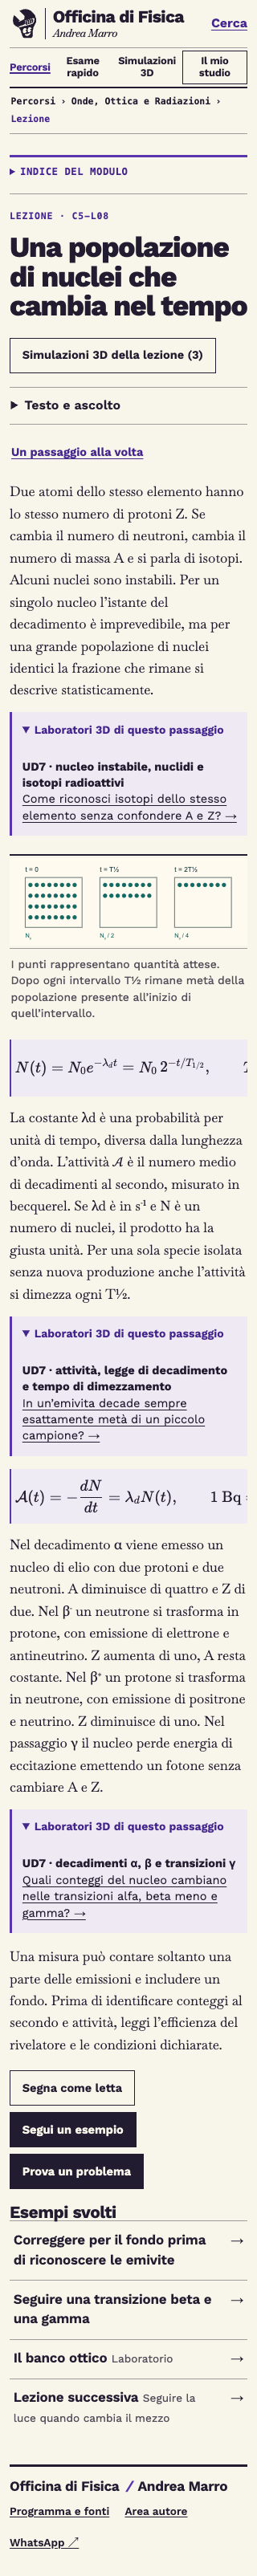 Officina di Fisica
Andrea Marro
Cerca
Percorsi
Esame rapido
Simulazioni 3D
Il mio studio
Percorsi › Onde, Ottica e Radiazioni ›
Lezione
▶ INDICE DEL MODULO
LEZIONE · C5-L08
Una popolazione
di nuclei che
cambia nel tempo
Simulazioni 3D della lezione (3)
▶ Testo e ascolto
Un passaggio alla volta
Due atomi dello stesso elemento hanno
lo stesso numero di protoni Z. Se
cambia il numero di neutroni, cambia il
numero di massa A e si parla di isotopi.
Alcuni nuclei sono instabili. Per un
singolo nucleo l’istante del
decadimento è imprevedibile, ma per
una grande popolazione di nuclei
identici la frazione che rimane si
descrive statisticamente.
▼ Laboratori 3D di questo passaggio
UD7 · nucleo instabile, nuclidi e
isotopi radioattivi
Come riconosci isotopi dello stesso
elemento senza confondere A e Z? →
t = 0
t = T½
t = 2T½
N₀
N₀ / 2
N₀ / 4
I punti rappresentano quantità attese.
Dopo ogni intervallo T½ rimane metà della
popolazione presente all’inizio di
quell’intervallo.
N(t) = N₀e^{−λ_d t} = N₀ 2^{−t/T_{1/2}},
La costante λd è una probabilità per
unità di tempo, diversa dalla lunghezza
d’onda. L’attività 𝒜 è il numero medio
di decadimenti al secondo, misurato in
becquerel. Se λd è in s⁻¹ e N è un
numero di nuclei, il prodotto ha la
giusta unità. Per una sola specie isolata
senza nuova produzione anche l’attività
si dimezza ogni T½.
▼ Laboratori 3D di questo passaggio
UD7 · attività, legge di decadimento
e tempo di dimezzamento
In un’emivita decade sempre
esattamente metà di un piccolo
campione? →
𝒜(t) = −dN/dt = λ_d N(t), 1 Bq =
Nel decadimento α viene emesso un
nucleo di elio con due protoni e due
neutroni. A diminuisce di quattro e Z di
due. Nel β⁻ un neutrone si trasforma in
protone, con emissione di elettrone e
antineutrino. Z aumenta di uno, A resta
costante. Nel β⁺ un protone si trasforma
in neutrone, con emissione di positrone
e neutrino. Z diminuisce di uno. Nel
passaggio γ il nucleo perde energia di
eccitazione emettendo un fotone senza
cambiare A e Z.
▼ Laboratori 3D di questo passaggio
UD7 · decadimenti α, β e transizioni γ
Quali conteggi del nucleo cambiano
nelle transizioni alfa, beta meno e
gamma? →
Una misura può contare soltanto una
parte delle emissioni e includere un
fondo. Prima di identificare conteggi al
secondo e attività, leggi l’efficienza del
rivelatore e le condizioni dichiarate.
Segna come letta
Segui un esempio
Prova un problema
Esempi svolti
Correggere per il fondo prima
di riconoscere le emivite →
Seguire una transizione beta e
una gamma →
Il banco ottico Laboratorio →
Lezione successiva Seguire la
luce quando cambia il mezzo →
Officina di Fisica / Andrea Marro
Programma e fonti
Area autore
WhatsApp ↗